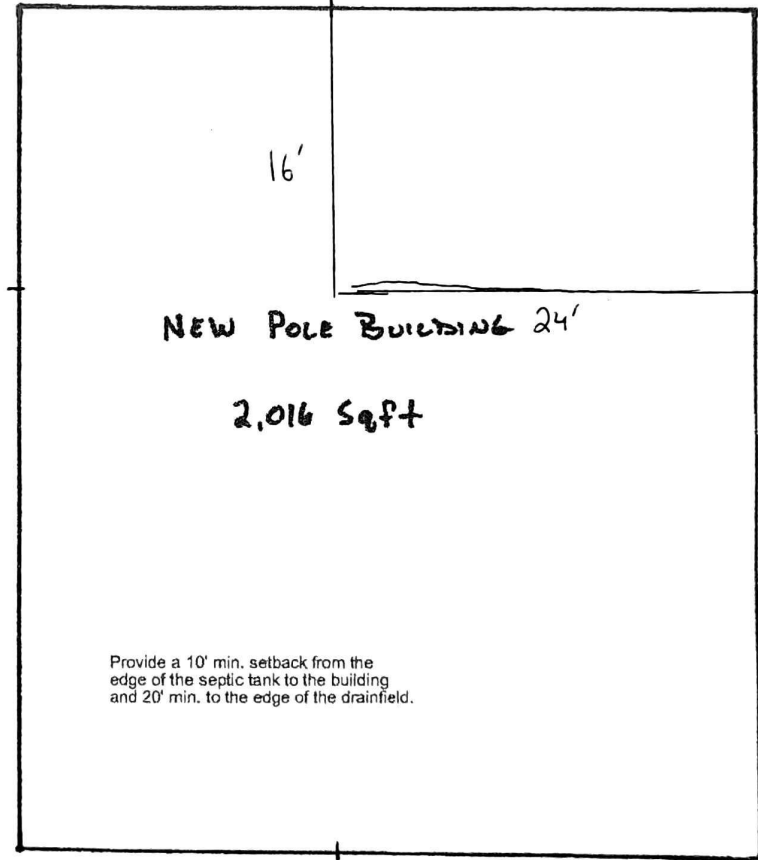 16'
NEW POLE BUILDING 24'
2,016 Sqft
Provide a 10' min. setback from the
edge of the septic tank to the building
and 20' min. to the edge of the drainfield.